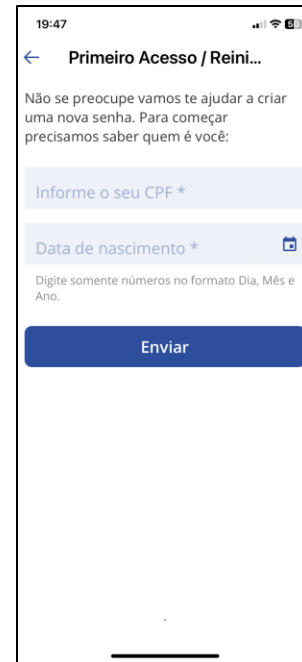 19:47
50
Primeiro Acesso / Reini...
Não se preocupe vamos te ajudar a criar
uma nova senha. Para começar
precisamos saber quem é você:
Informe o seu CPF *
Data de nascimento *
Digite somente números no formato Dia, Mês e
Ano.
Enviar